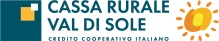 CASSA RURALE
VAL DI SOLE
CREDITO COOPERATIVO ITALIANO